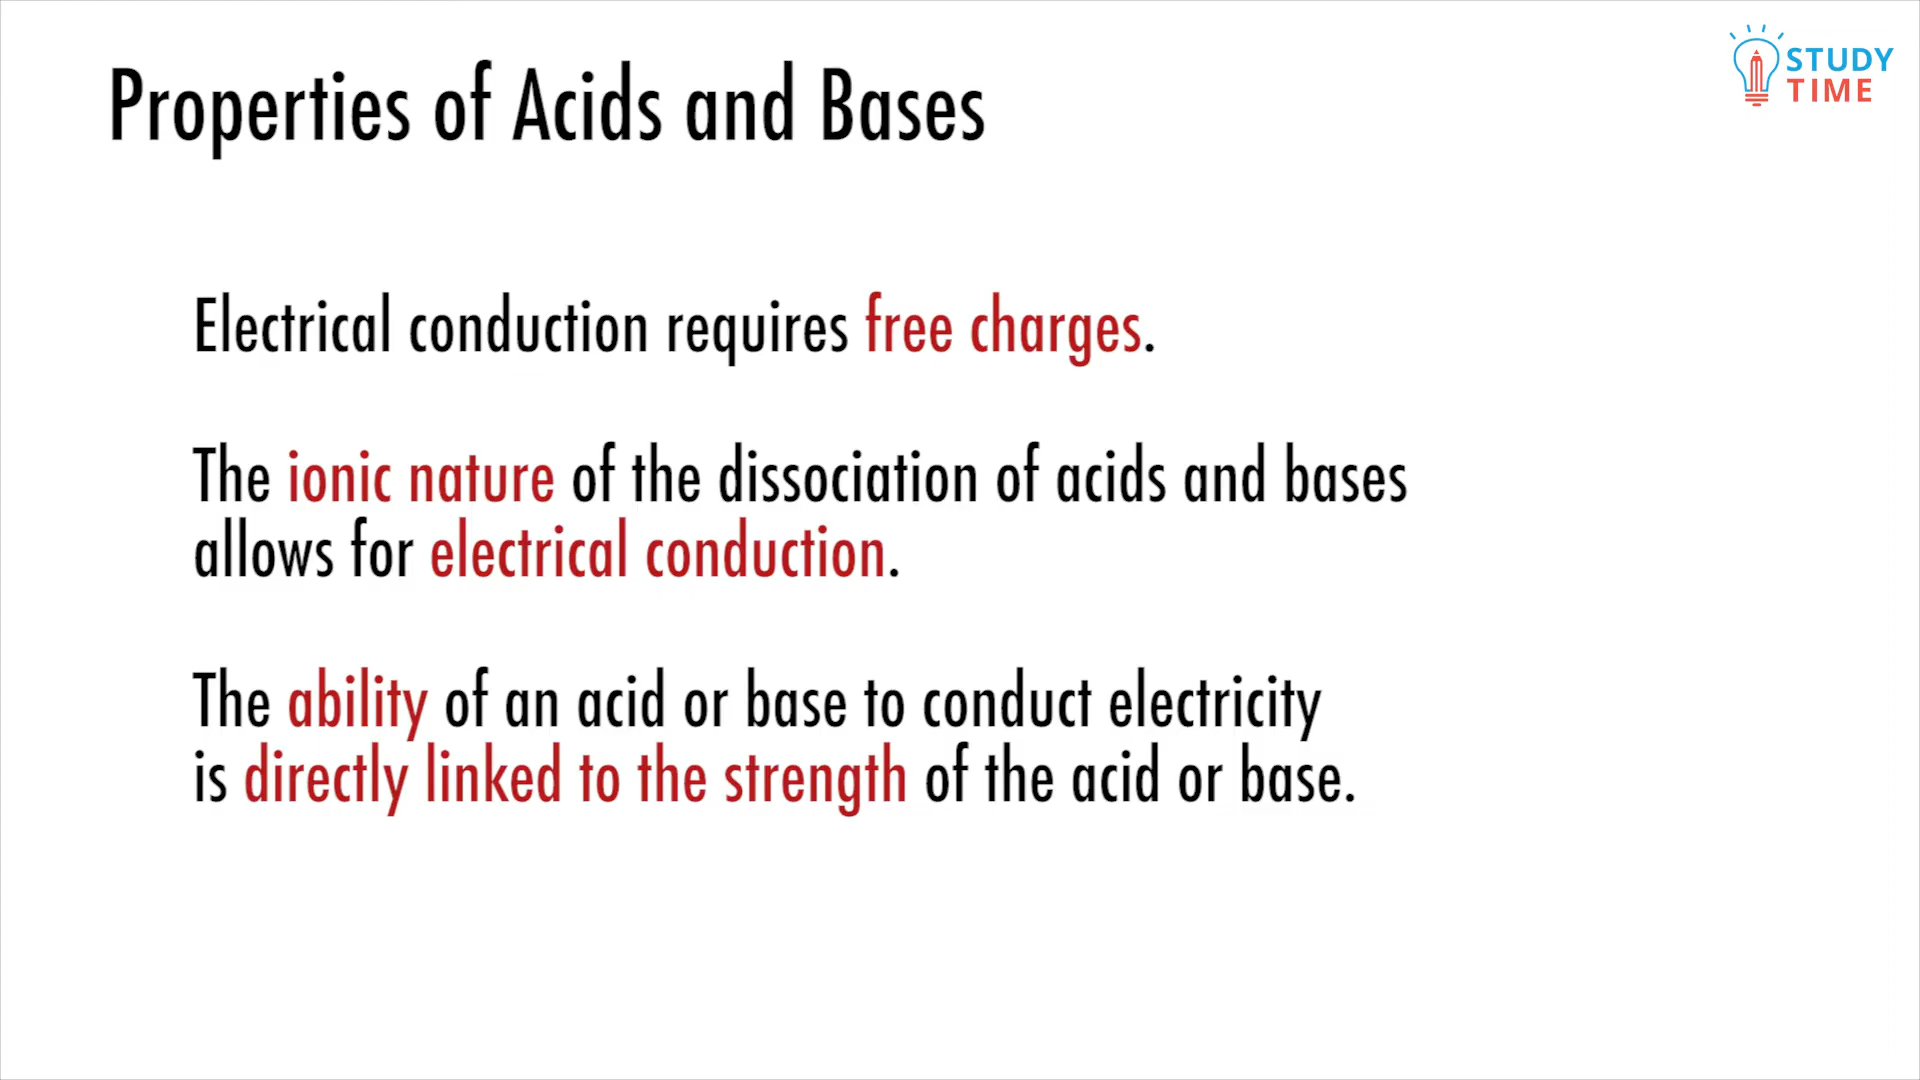 Properties of Acids and Bases
STUDY
TIME
Electrical conduction requires free charges.
The ionic nature of the dissociation of acids and bases
allows for electrical conduction.
The ability of an acid or base to conduct electricity
is directly linked to the strength of the acid or base.